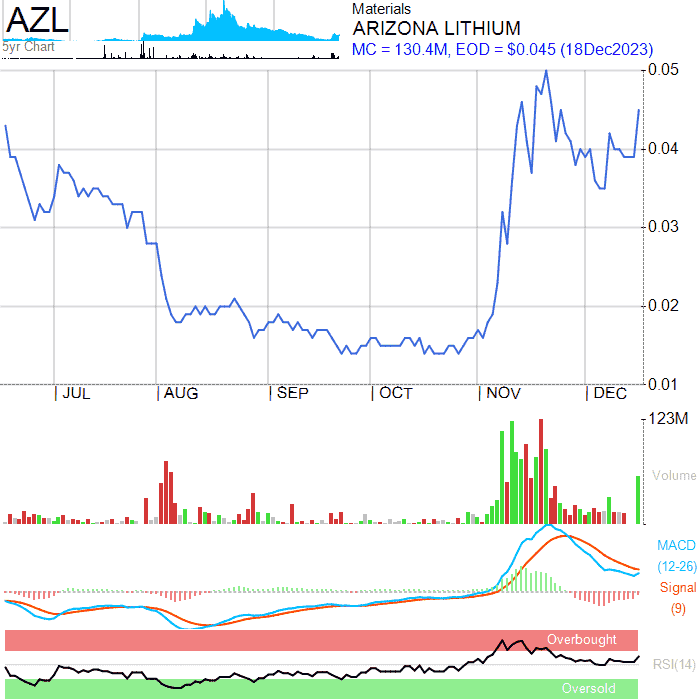 AZL
5yr Chart
Materials
ARIZONA LITHIUM
MC = 130.4M, EOD = $0.045 (18Dec2023)
0.05
0.04
0.03
0.02
0.01
JUL AUG SEP OCT NOV DEC
123M
Volume
MACD
(12-26)
Signal
(9)
Overbought
RSI(14)
Oversold